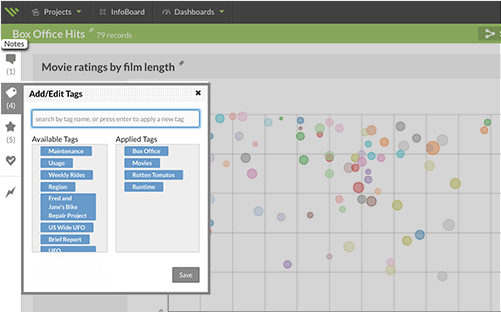 Projects InfoBoard Dashboards
Box Office Hits 79 records
Notes
(1)
Movie ratings by film length
(4)
Add/Edit Tags
search by tag name, or press enter to apply a new tag
(5)
Available Tags Applied Tags
Maintenance Box Office
Usage Movies
Weekly Rides Rotten Tomatos
Region Runtime
Fred and
Jane's Bike
Repair Project
US Wide UFO
Brief Report
UFO
Save